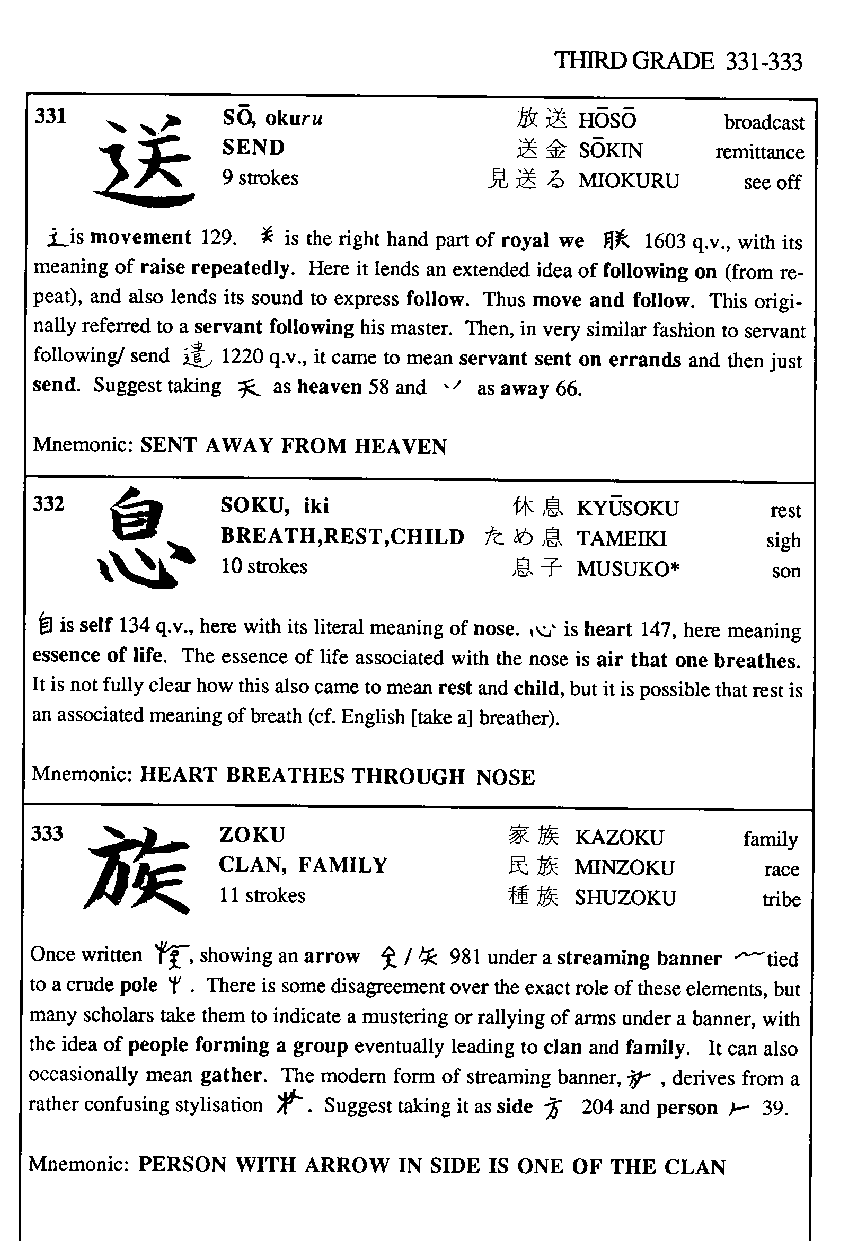 THIRD GRADE 331-333
331 送 SŌ, okuru 放送 HŌSŌ broadcast
SEND 送金 SŌKIN remittance
9 strokes 見送る MIOKURU see off
辶 is movement 129. 关 is the right hand part of royal we 朕 1603 q.v., with its
meaning of raise repeatedly. Here it lends an extended idea of following on (from re-
peat), and also lends its sound to express follow. Thus move and follow. This origi-
nally referred to a servant following his master. Then, in very similar fashion to servant
following/ send 遣 1220 q.v., it came to mean servant sent on errands and then just
send. Suggest taking 天 as heaven 58 and 丷 as away 66.
Mnemonic: SENT AWAY FROM HEAVEN
332 息 SOKU, iki 休息 KYŪSOKU rest
BREATH,REST,CHILD ため息 TAMEIKI sigh
10 strokes 息子 MUSUKO* son
自 is self 134 q.v., here with its literal meaning of nose. 心 is heart 147, here meaning
essence of life. The essence of life associated with the nose is air that one breathes.
It is not fully clear how this also came to mean rest and child, but it is possible that rest is
an associated meaning of breath (cf. English [take a] breather).
Mnemonic: HEART BREATHES THROUGH NOSE
333 族 ZOKU 家族 KAZOKU family
CLAN, FAMILY 民族 MINZOKU race
11 strokes 種族 SHUZOKU tribe
Once written , showing an arrow / 矢 981 under a streaming banner tied
to a crude pole . There is some disagreement over the exact role of these elements, but
many scholars take them to indicate a mustering or rallying of arms under a banner, with
the idea of people forming a group eventually leading to clan and family. It can also
occasionally mean gather. The modern form of streaming banner, , derives from a
rather confusing stylisation . Suggest taking it as side 方 204 and person 𠂉 39.
Mnemonic: PERSON WITH ARROW IN SIDE IS ONE OF THE CLAN